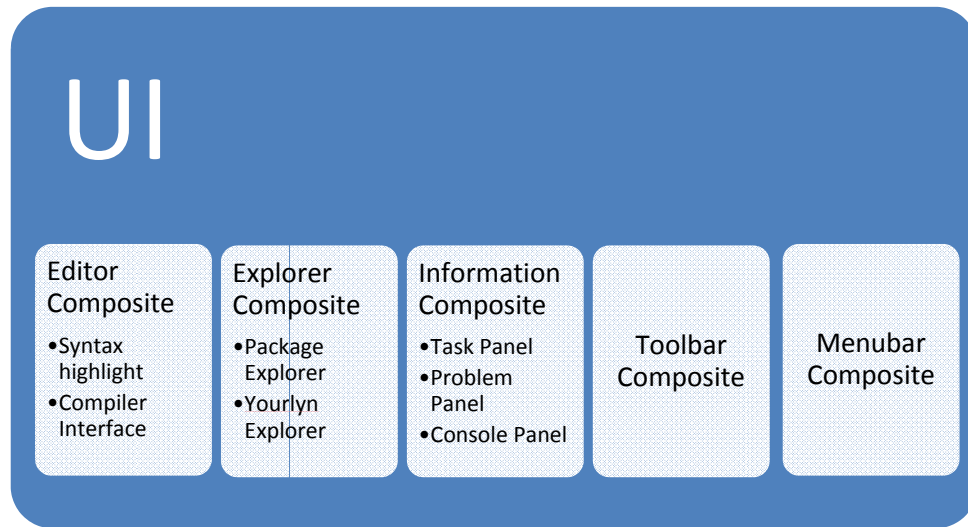 UI
Editor
Composite
•Syntax
highlight
•Compiler
Interface
Explorer
Composite
•Package
Explorer
•Yourlyn
Explorer
Information
Composite
•Task Panel
•Problem
Panel
•Console Panel
Toolbar
Composite
Menubar
Composite